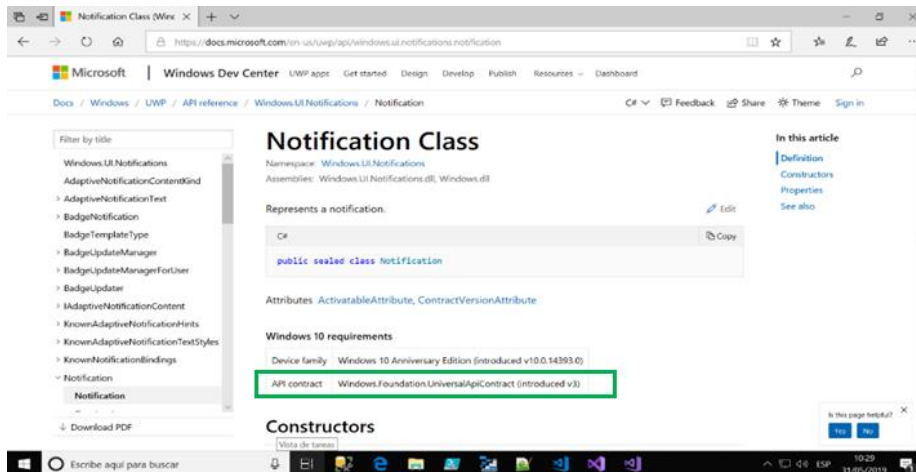 Notification Class (Wind
https://docs.microsoft.com/en-us/uwp/api/windows.ui.notifications.notification
Microsoft
Windows Dev Center UWP apps Get started Design Develop Publish Resources Dashboard
Docs / Windows / UWP / API reference / Windows.UI.Notifications / Notification
C# Feedback Share Theme Sign in
Filter by title
Windows.UI.Notifications
AdaptiveNotificationContentKind
AdaptiveNotificationText
BadgeNotification
BadgeTemplateType
BadgeUpdateManager
BadgeUpdateManagerForUser
BadgeUpdater
IAdaptiveNotificationContent
KnownAdaptiveNotificationHints
KnownAdaptiveNotificationTextStyles
KnownNotificationBindings
Notification
Notification
Download PDF
Notification Class
Namespace: Windows.UI.Notifications
Assemblies: Windows.UI.Notifications.dll, Windows.dll
Represents a notification.
Edit
C#
Copy
public sealed class Notification
Attributes ActivatableAttribute, ContractVersionAttribute
Windows 10 requirements
Device family Windows 10 Anniversary Edition (introduced v10.0.14393.0)
API contract Windows.Foundation.UniversalApiContract (introduced v3)
Constructors
Vista de tareas
In this article
Definition
Constructors
Properties
See also
Is this page helpful?
Yes No
Escribe aquí para buscar
ESP
10:29
31/05/2019